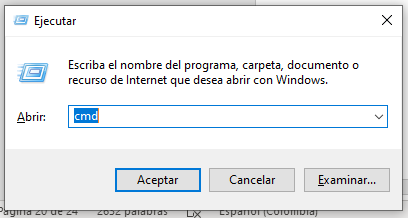 Ejecutar
Escriba el nombre del programa, carpeta, documento o
recurso de Internet que desea abrir con Windows.
Abrir: cmd
Aceptar Cancelar Examinar...
Página 20 de 24 2632 palabras Español (Colombia)